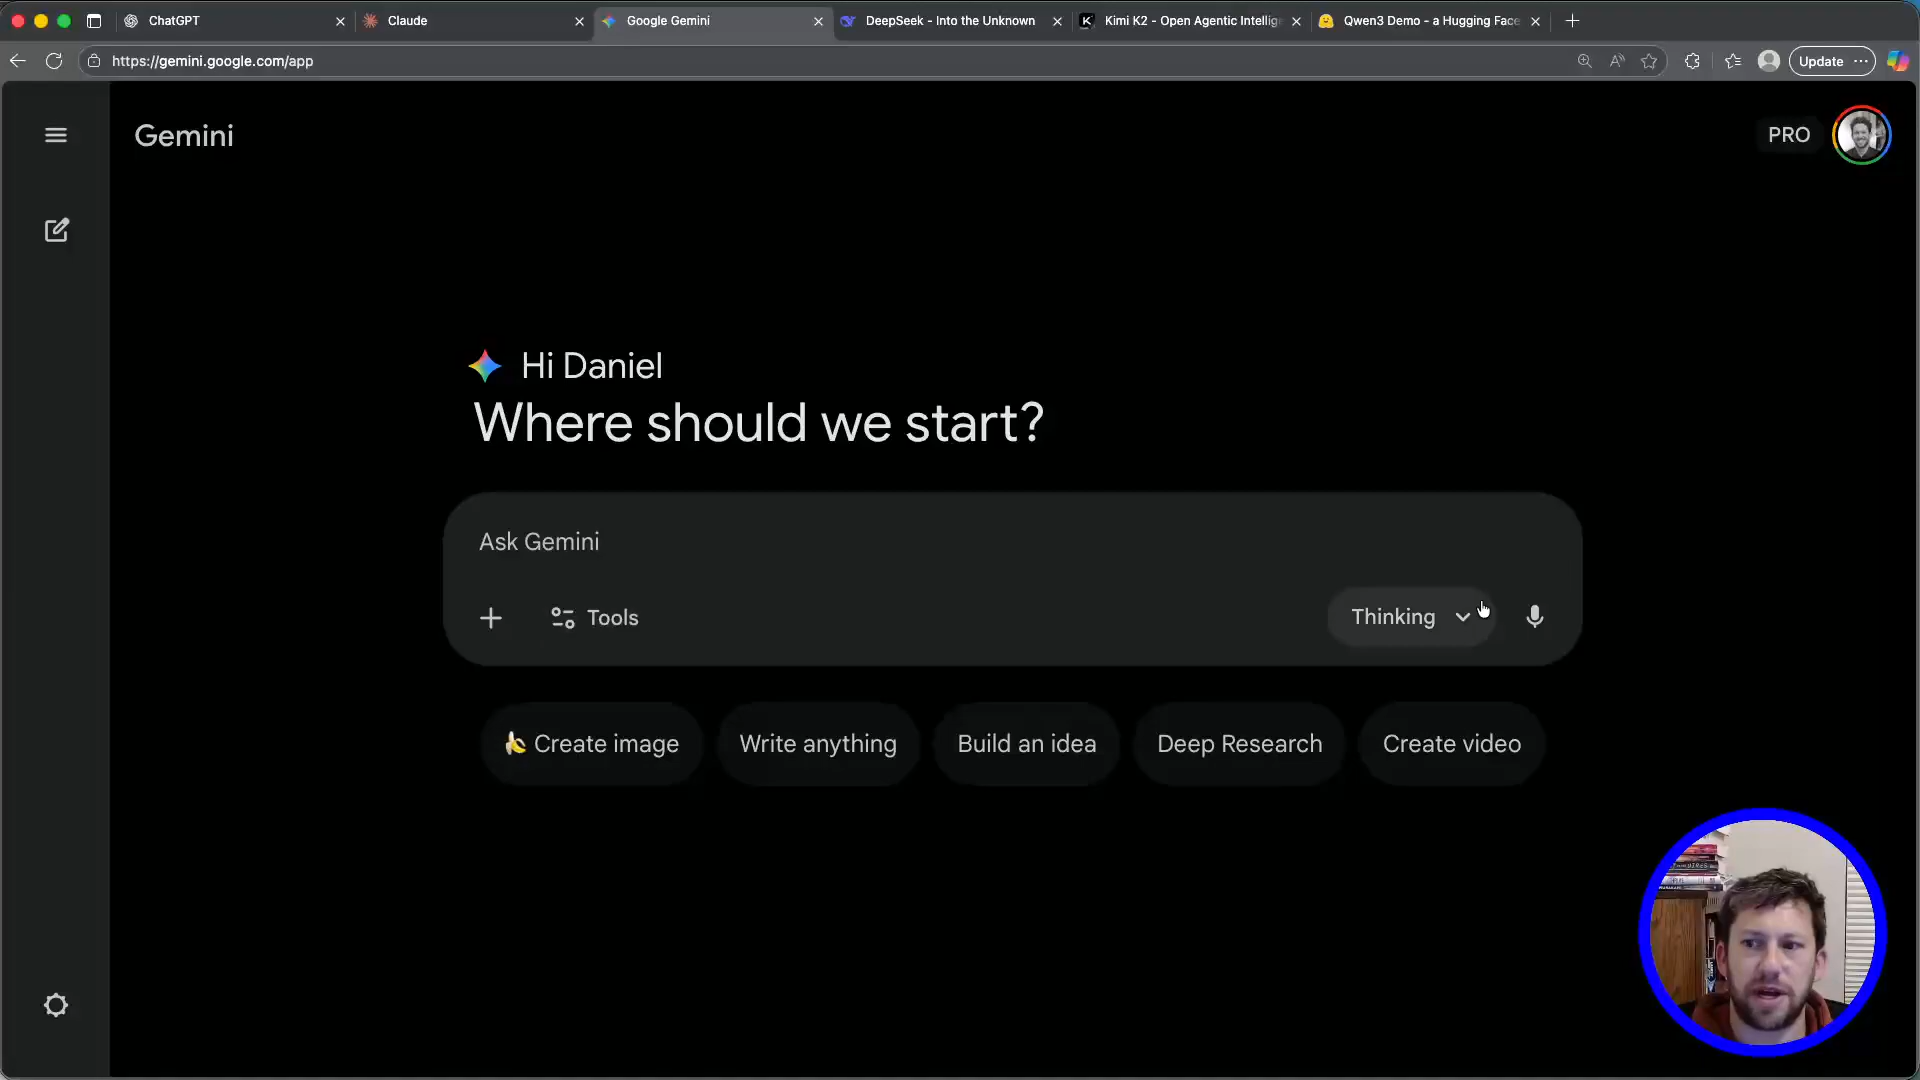 ChatGPT
Claude
Google Gemini
DeepSeek - Into the Unknown
Kimi K2 - Open Agentic Intellig
Qwen3 Demo - a Hugging Face
https://gemini.google.com/app
Update
Gemini
PRO
Hi Daniel
Where should we start?
Ask Gemini
Tools
Thinking
Create image
Write anything
Build an idea
Deep Research
Create video